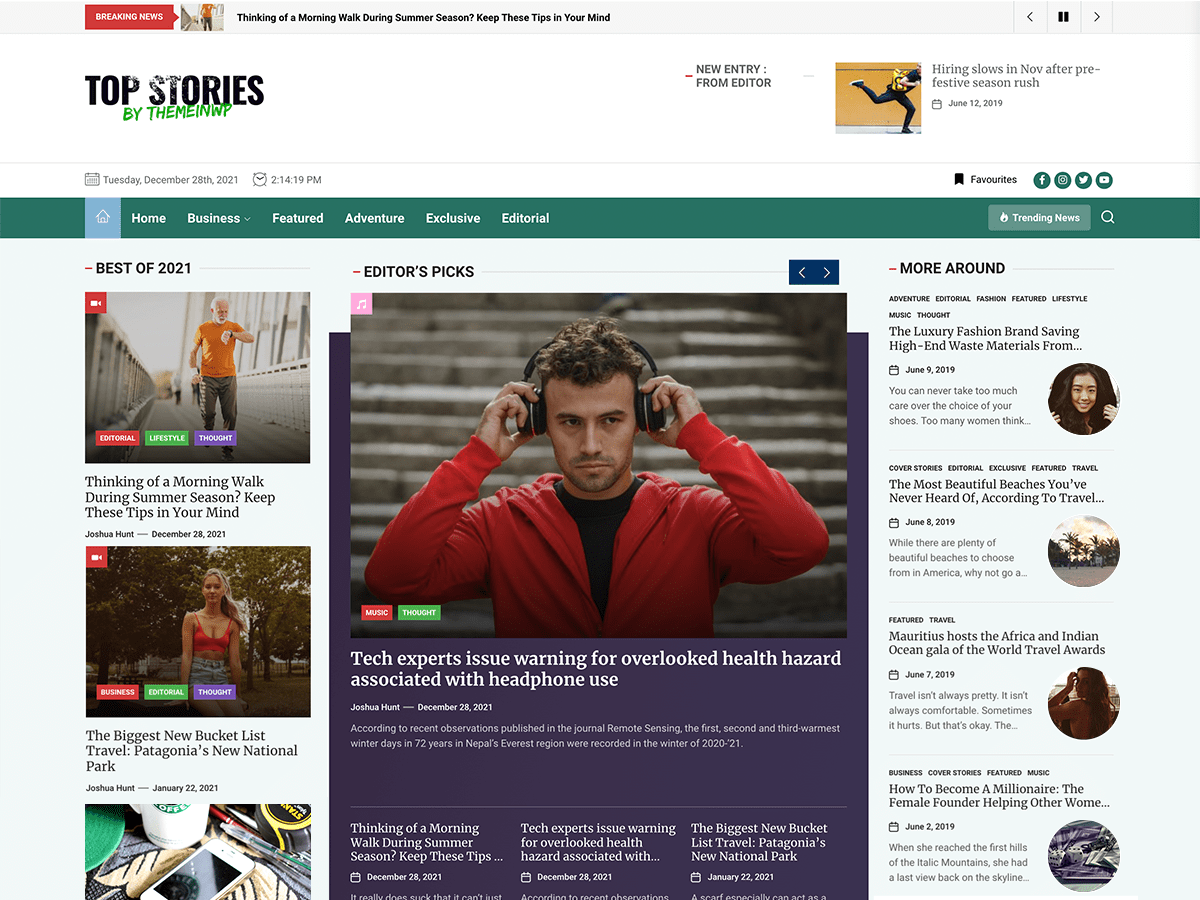 BREAKING NEWS
Thinking of a Morning Walk During Summer Season? Keep These Tips in Your Mind
TOP STORIES
BY THEMEINWP
NEW ENTRY :
FROM EDITOR
Hiring slows in Nov after pre-
festive season rush
June 12, 2019
Tuesday, December 28th, 2021
2:14:19 PM
Favourites
Home
Business
Featured
Adventure
Exclusive
Editorial
Trending News
BEST OF 2021
EDITORIAL LIFESTYLE THOUGHT
Thinking of a Morning Walk
During Summer Season? Keep
These Tips in Your Mind
Joshua Hunt — December 28, 2021
BUSINESS EDITORIAL THOUGHT
The Biggest New Bucket List
Travel: Patagonia’s New National
Park
Joshua Hunt — January 22, 2021
EDITOR’S PICKS
MUSIC THOUGHT
Tech experts issue warning for overlooked health hazard
associated with headphone use
Joshua Hunt — December 28, 2021
According to recent observations published in the journal Remote Sensing, the first, second and third-warmest
winter days in 72 years in Nepal’s Everest region were recorded in the winter of 2020-’21.
Thinking of a Morning
Walk During Summer
Season? Keep These Tips ...
December 28, 2021
It really does suck that it can’t just
Tech experts issue warning
for overlooked health
hazard associated with...
December 28, 2021
According to recent observations
The Biggest New Bucket
List Travel: Patagonia’s
New National Park
January 22, 2021
A scarf especially can act as a
MORE AROUND
ADVENTURE EDITORIAL FASHION FEATURED LIFESTYLE
MUSIC THOUGHT
The Luxury Fashion Brand Saving
High-End Waste Materials From...
June 9, 2019
You can never take too much
care over the choice of your
shoes. Too many women think...
COVER STORIES EDITORIAL EXCLUSIVE FEATURED TRAVEL
The Most Beautiful Beaches You’ve
Never Heard Of, According To Travel...
June 8, 2019
While there are plenty of
beautiful beaches to choose
from in America, why not go a...
FEATURED TRAVEL
Mauritius hosts the Africa and Indian
Ocean gala of the World Travel Awards
June 7, 2019
Travel isn’t always pretty. It isn’t
always comfortable. Sometimes
it hurts. But that’s okay. The...
BUSINESS COVER STORIES FEATURED MUSIC
How To Become A Millionaire: The
Female Founder Helping Other Wome...
June 2, 2019
When she reached the first hills
of the Italic Mountains, she had
a last view back on the skyline...